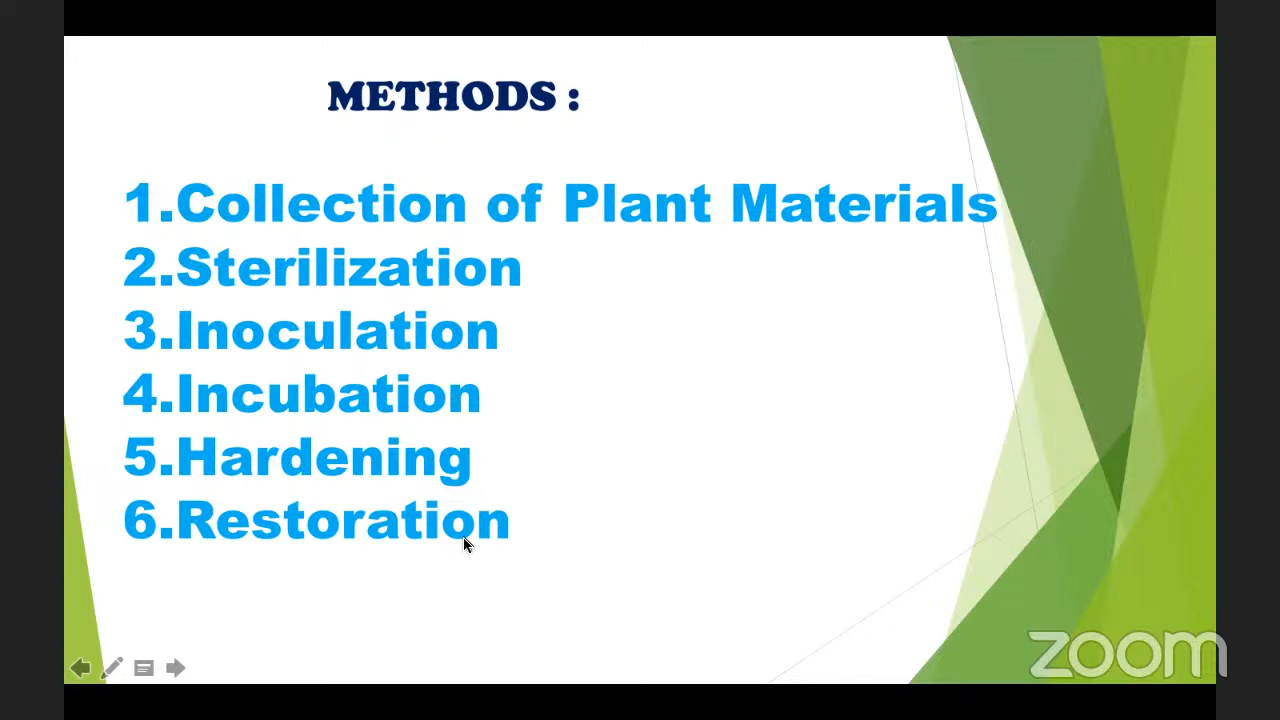 METHODS :
1.Collection of Plant Materials
2.Sterilization
3.Inoculation
4.Incubation
5.Hardening
6.Restoration
zoom